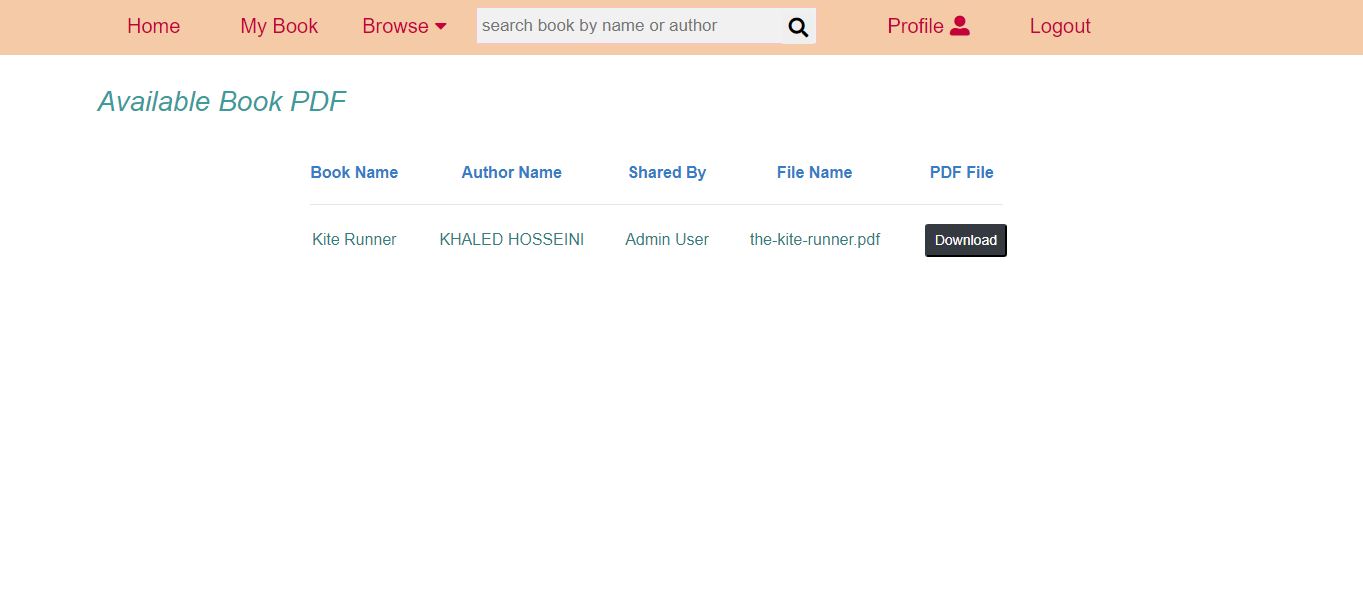 Home My Book Browse search book by name or author Profile Logout
Available Book PDF
Book Name Author Name Shared By File Name PDF File
Kite Runner KHALED HOSSEINI Admin User the-kite-runner.pdf Download